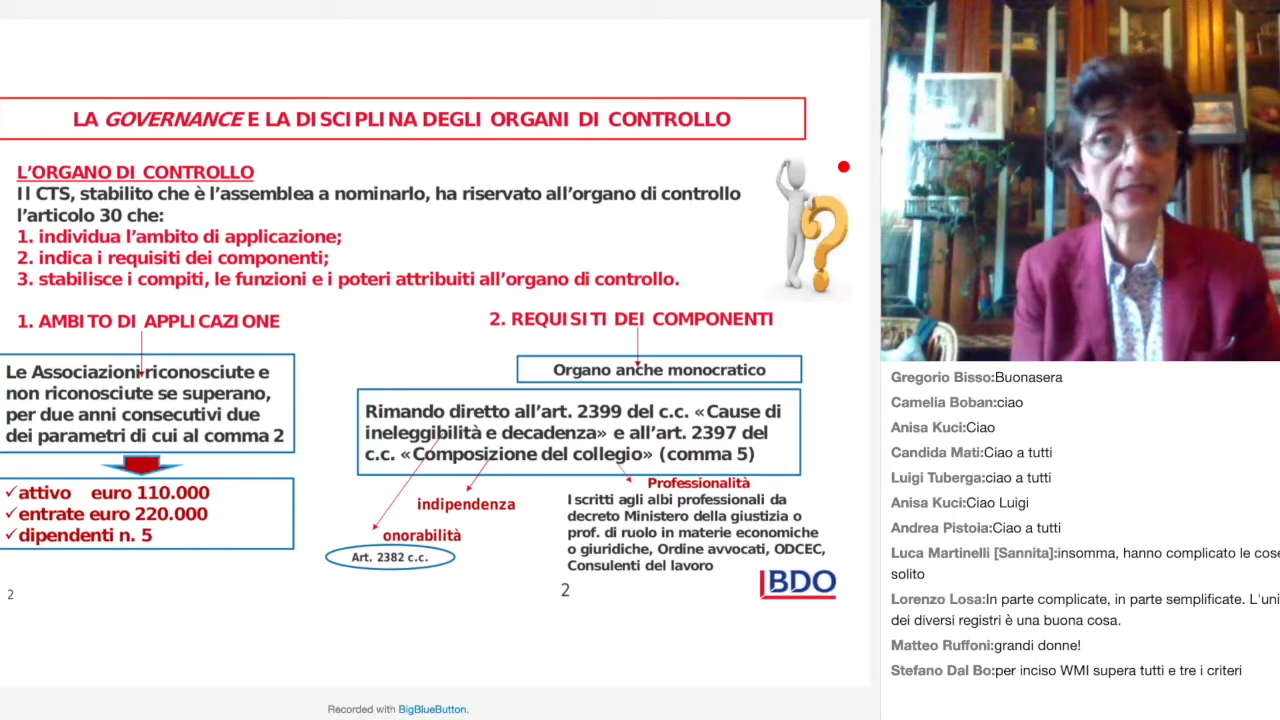 LA GOVERNANCE E LA DISCIPLINA DEGLI ORGANI DI CONTROLLO
L'ORGANO DI CONTROLLO
Il CTS, stabilito che è l'assemblea a nominarlo, ha riservato all'organo di controllo
l'articolo 30 che:
1. individua l'ambito di applicazione;
2. indica i requisiti dei componenti;
3. stabilisce i compiti, le funzioni e i poteri attribuiti all'organo di controllo.
1. AMBITO DI APPLICAZIONE
Le Associazioni riconosciute e
non riconosciute se superano,
per due anni consecutivi due
dei parametri di cui al comma 2
✓attivo euro 110.000
✓entrate euro 220.000
✓dipendenti n. 5
2. REQUISITI DEI COMPONENTI
Organo anche monocratico
Rimando diretto all'art. 2399 del c.c. «Cause di
ineleggibilità e decadenza» e all'art. 2397 del
c.c. «Composizione del collegio» (comma 5)
indipendenza
onorabilità
Art. 2382 c.c.
Professionalità
Iscritti agli albi professionali da
decreto Ministero della giustizia o
prof. di ruolo in materie economiche
o giuridiche, Ordine avvocati, ODCEC,
Consulenti del lavoro
2
2
BDO
Recorded with BigBlueButton.
Gregorio Bisso:Buonasera
Camelia Boban:ciao
Anisa Kuci:Ciao
Candida Mati:Ciao a tutti
Luigi Tuberga:ciao a tutti
Anisa Kuci:Ciao Luigi
Andrea Pistoia:Ciao a tutti
Luca Martinelli [Sannita]:insomma, hanno complicato le cose
solito
Lorenzo Losa:In parte complicate, in parte semplificate. L'uni
dei diversi registri è una buona cosa.
Matteo Ruffoni:grandi donne!
Stefano Dal Bo:per inciso WMI supera tutti e tre i criteri